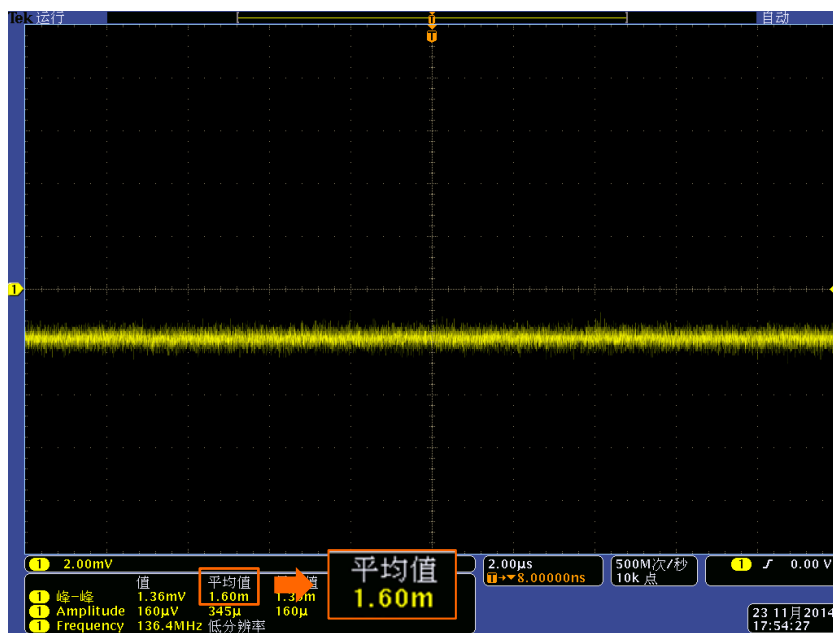 Tek 运行 自动
T
T
1
1 2.00mV 2.00µs 500M次/秒 1 0.00 V
T→▼8.00000ns 10k 点
值 平均值 值 平均值
1 峰-峰 1.36mV 1.60m 1.60m
1 Amplitude 160µV 345µ 160µ
1 Frequency 136.4MHz 低分辨率
23 11月 2014
17:54:27